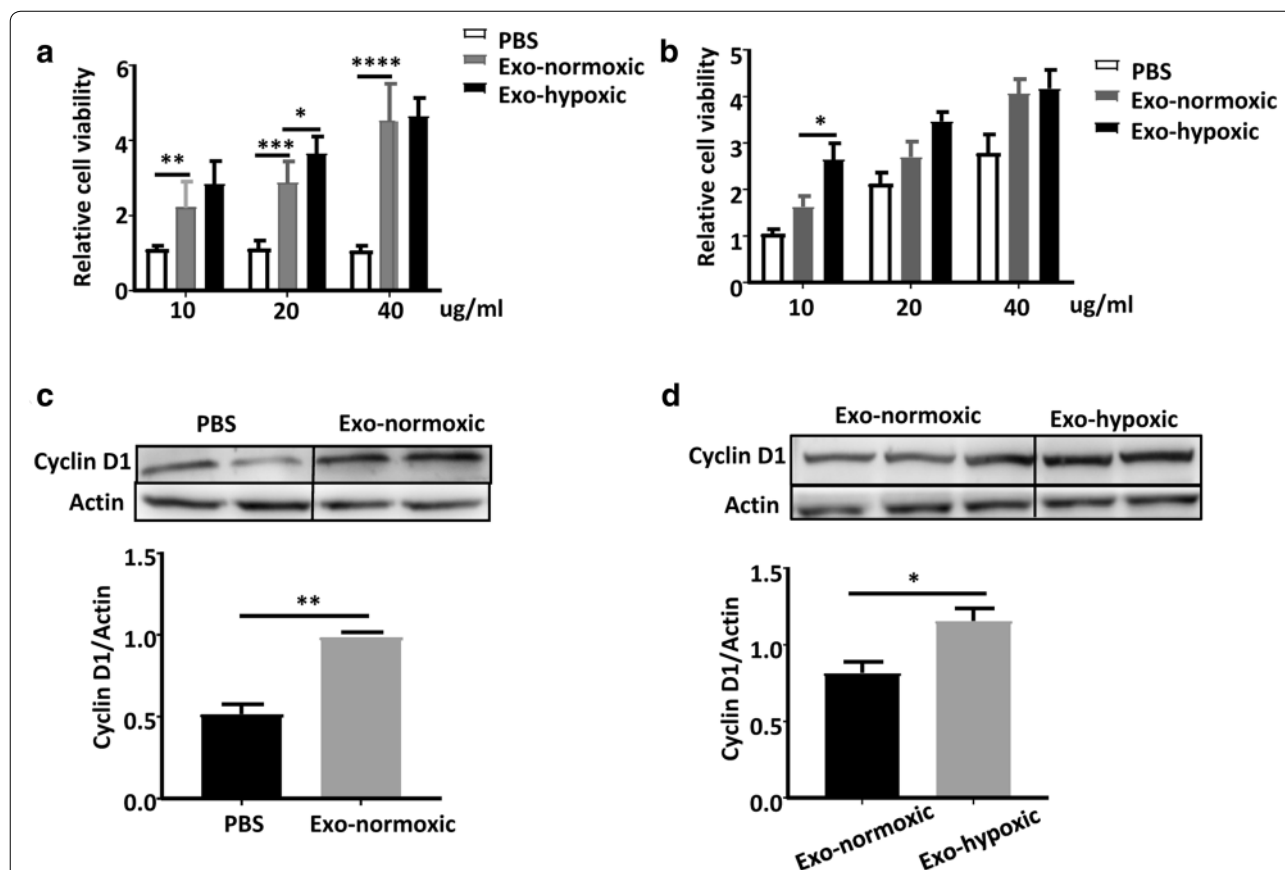 a
PBS
Exo-normoxic
Exo-hypoxic
Relative cell viability
6
4
2
0
**
***
*
****
10 20 40 ug/ml
b
PBS
Exo-normoxic
Exo-hypoxic
Relative cell viability
5
4
3
2
1
0
*
10 20 40 ug/ml
c
PBS Exo-normoxic
Cyclin D1
Actin
Cyclin D1/Actin
1.5
1.0
0.5
0.0
**
PBS Exo-normoxic
d
Exo-normoxic Exo-hypoxic
Cyclin D1
Actin
Cyclin D1/Actin
1.5
1.0
0.5
0.0
*
Exo-normoxic
Exo-hypoxic